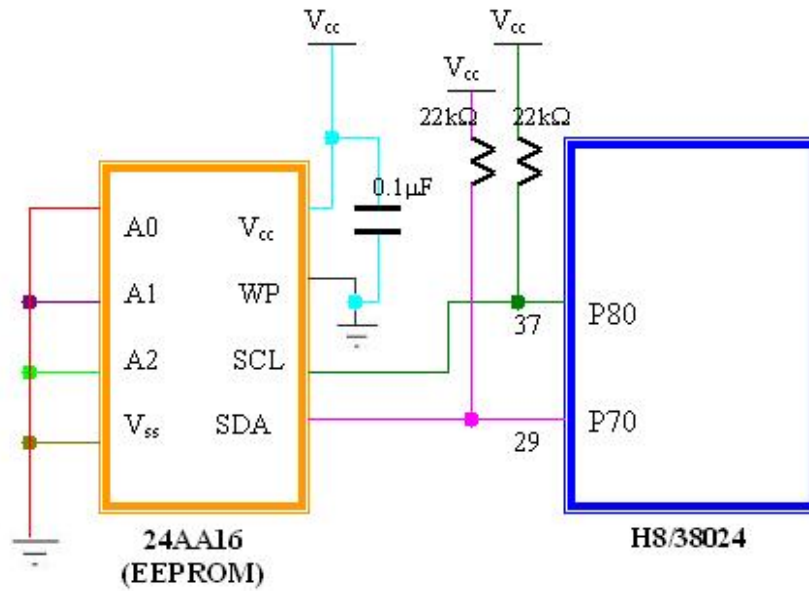 Vcc
Vcc
Vcc
22kΩ
22kΩ
0.1μF
A0
Vcc
A1
WP
A2
SCL
Vss
SDA
37
P80
29
P70
24AA16
(EEPROM)
H8/38024